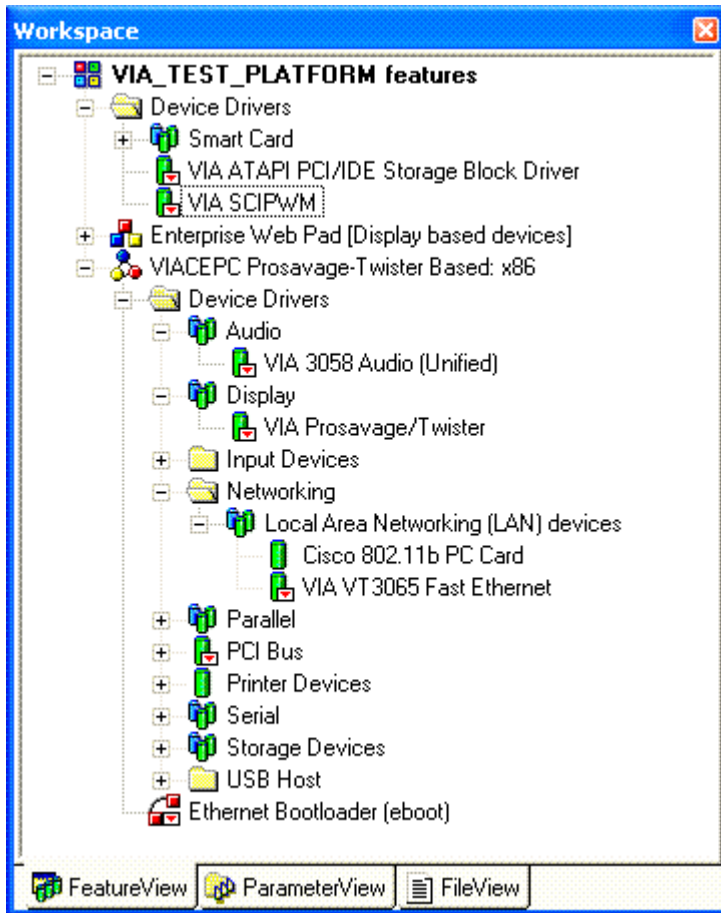 Workspace
VIA_TEST_PLATFORM features
Device Drivers
Smart Card
VIA ATAPI PCI/IDE Storage Block Driver
VIA SCIPWM
Enterprise Web Pad [Display based devices]
VIACEPC Prosavage-Twister Based: x86
Device Drivers
Audio
VIA 3058 Audio (Unified)
Display
VIA Prosavage/Twister
Input Devices
Networking
Local Area Networking (LAN) devices
Cisco 802.11b PC Card
VIA VT3065 Fast Ethernet
Parallel
PCI Bus
Printer Devices
Serial
Storage Devices
USB Host
Ethernet Bootloader (eboot)
FeatureView ParameterView FileView